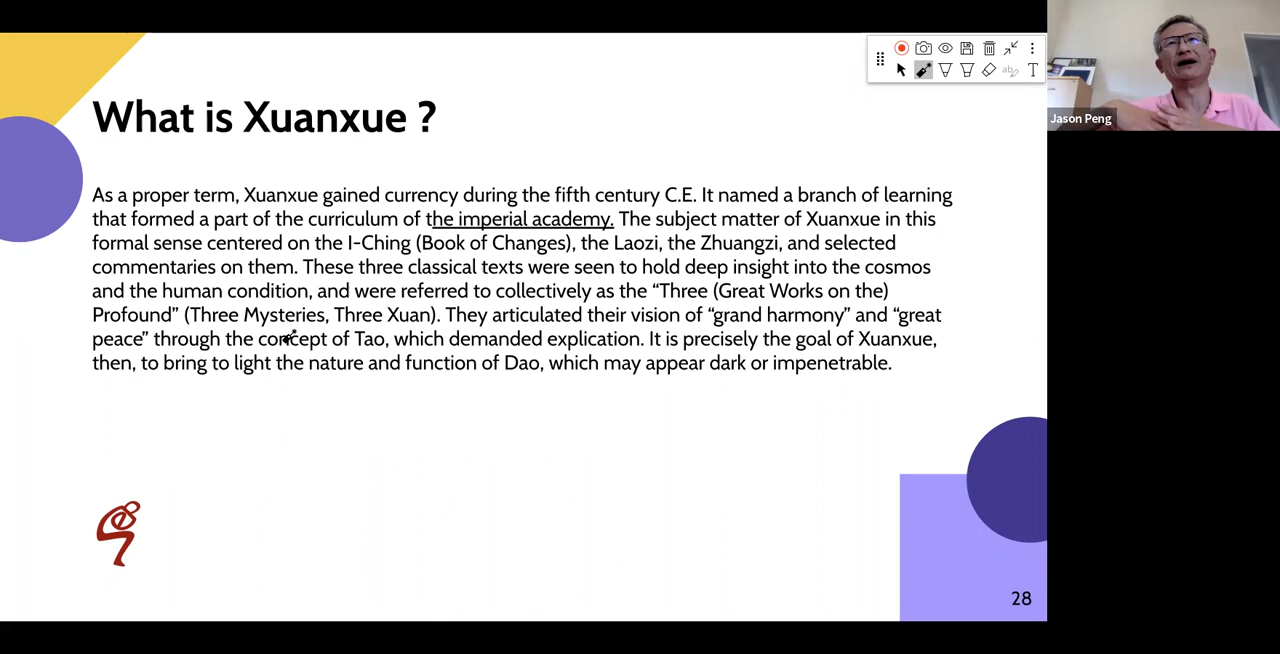 What is Xuanxue ?
As a proper term, Xuanxue gained currency during the fifth century C.E. It named a branch of learning
that formed a part of the curriculum of the imperial academy. The subject matter of Xuanxue in this
formal sense centered on the I-Ching (Book of Changes), the Laozi, the Zhuangzi, and selected
commentaries on them. These three classical texts were seen to hold deep insight into the cosmos
and the human condition, and were referred to collectively as the “Three (Great Works on the)
Profound” (Three Mysteries, Three Xuan). They articulated their vision of “grand harmony” and “great
peace” through the concept of Tao, which demanded explication. It is precisely the goal of Xuanxue,
then, to bring to light the nature and function of Dao, which may appear dark or impenetrable.
28
Jason Peng
ab
T